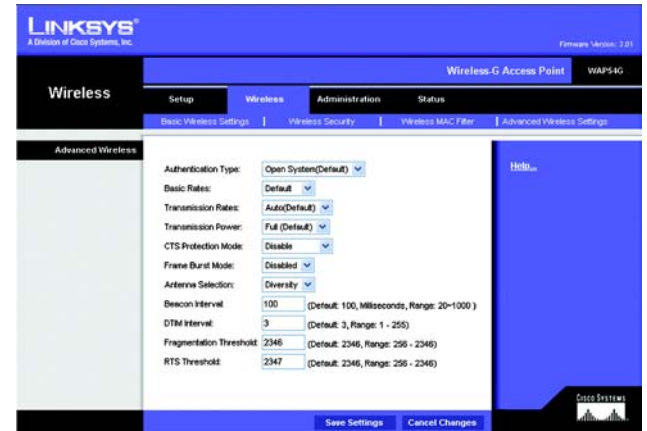 LINKSYS®
A Division of Cisco Systems, Inc.
Firmware Version: 3.01
Wireless-G Access Point WAP54G
Wireless
Setup Wireless Administration Status
Basic Wireless Settings | Wireless Security | Wireless MAC Filter | Advanced Wireless Settings
Advanced Wireless
Help...
Authentication Type: Open System(Default)
Basic Rates: Default
Transmission Rates: Auto(Default)
Transmission Power: Full (Default)
CTS Protection Mode: Disable
Frame Burst Mode: Disabled
Antenna Selection: Diversity
Beacon Interval: 100 (Default: 100, Milliseconds, Range: 20~1000 )
DTIM Interval: 3 (Default: 3, Range: 1 - 255)
Fragmentation Threshold: 2346 (Default: 2346, Range: 256 - 2346)
RTS Threshold: 2347 (Default: 2346, Range: 256 - 2346)
CISCO SYSTEMS
Save Settings Cancel Changes